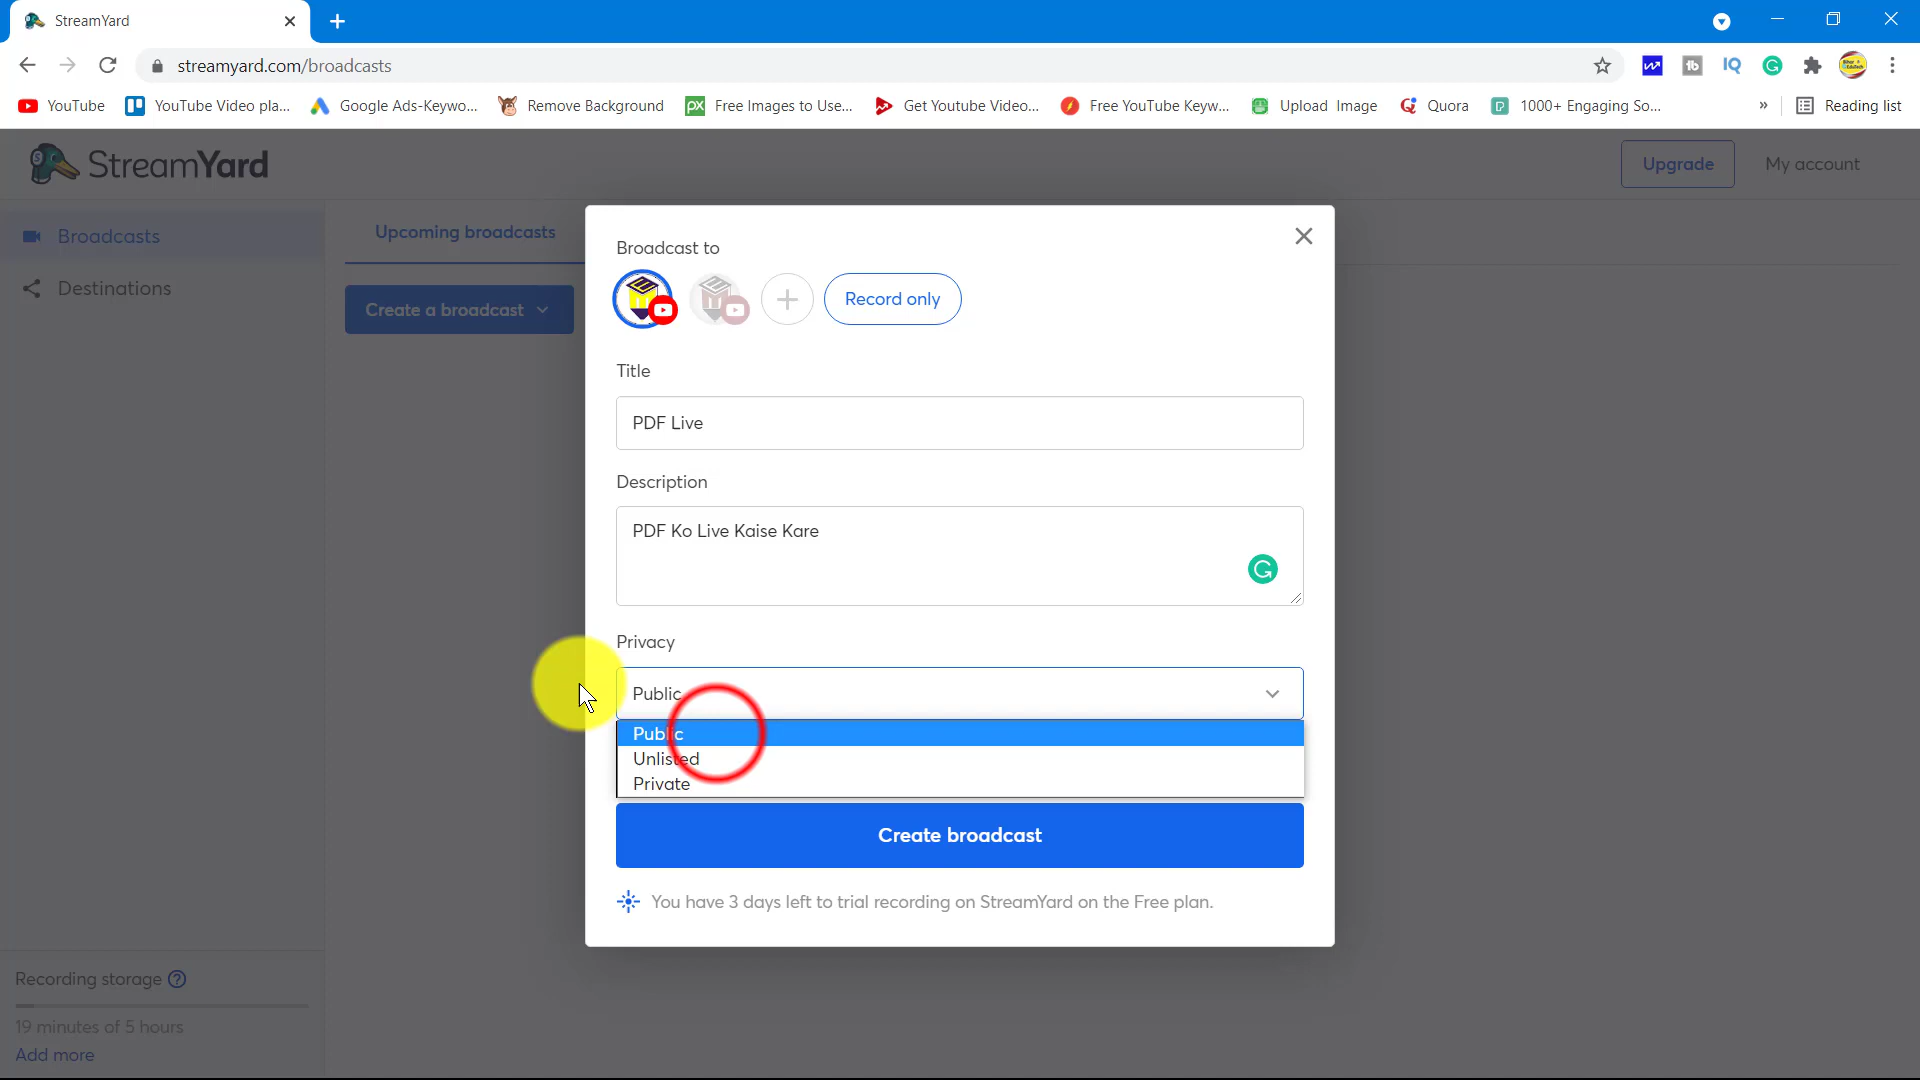 StreamYard
streamyard.com/broadcasts
YouTube
YouTube Video pla...
Google Ads-Keywo...
Remove Background
Free Images to Use...
Get Youtube Video...
Free YouTube Keyw...
Upload Image
Quora
1000+ Engaging So...
»
Reading list
StreamYard
Upgrade
My account
Broadcasts
Destinations
Upcoming broadcasts
Create a broadcast
Broadcast to
Record only
Title
PDF Live
Description
PDF Ko Live Kaise Kare
Privacy
Public
Public
Unlisted
Private
Create broadcast
You have 3 days left to trial recording on StreamYard on the Free plan.
Recording storage
19 minutes of 5 hours
Add more